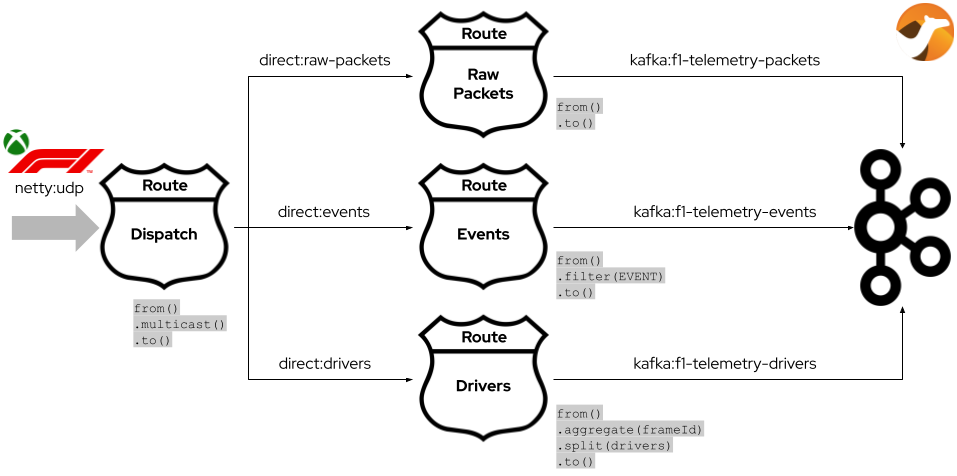 netty:udp
Route
Dispatch
from()
.multicast()
.to()
direct:raw-packets
Route
Raw
Packets
from()
.to()
kafka:f1-telemetry-packets
direct:events
Route
Events
from()
.filter(EVENT)
.to()
kafka:f1-telemetry-events
direct:drivers
Route
Drivers
from()
.aggregate(frameId)
.split(drivers)
.to()
kafka:f1-telemetry-drivers